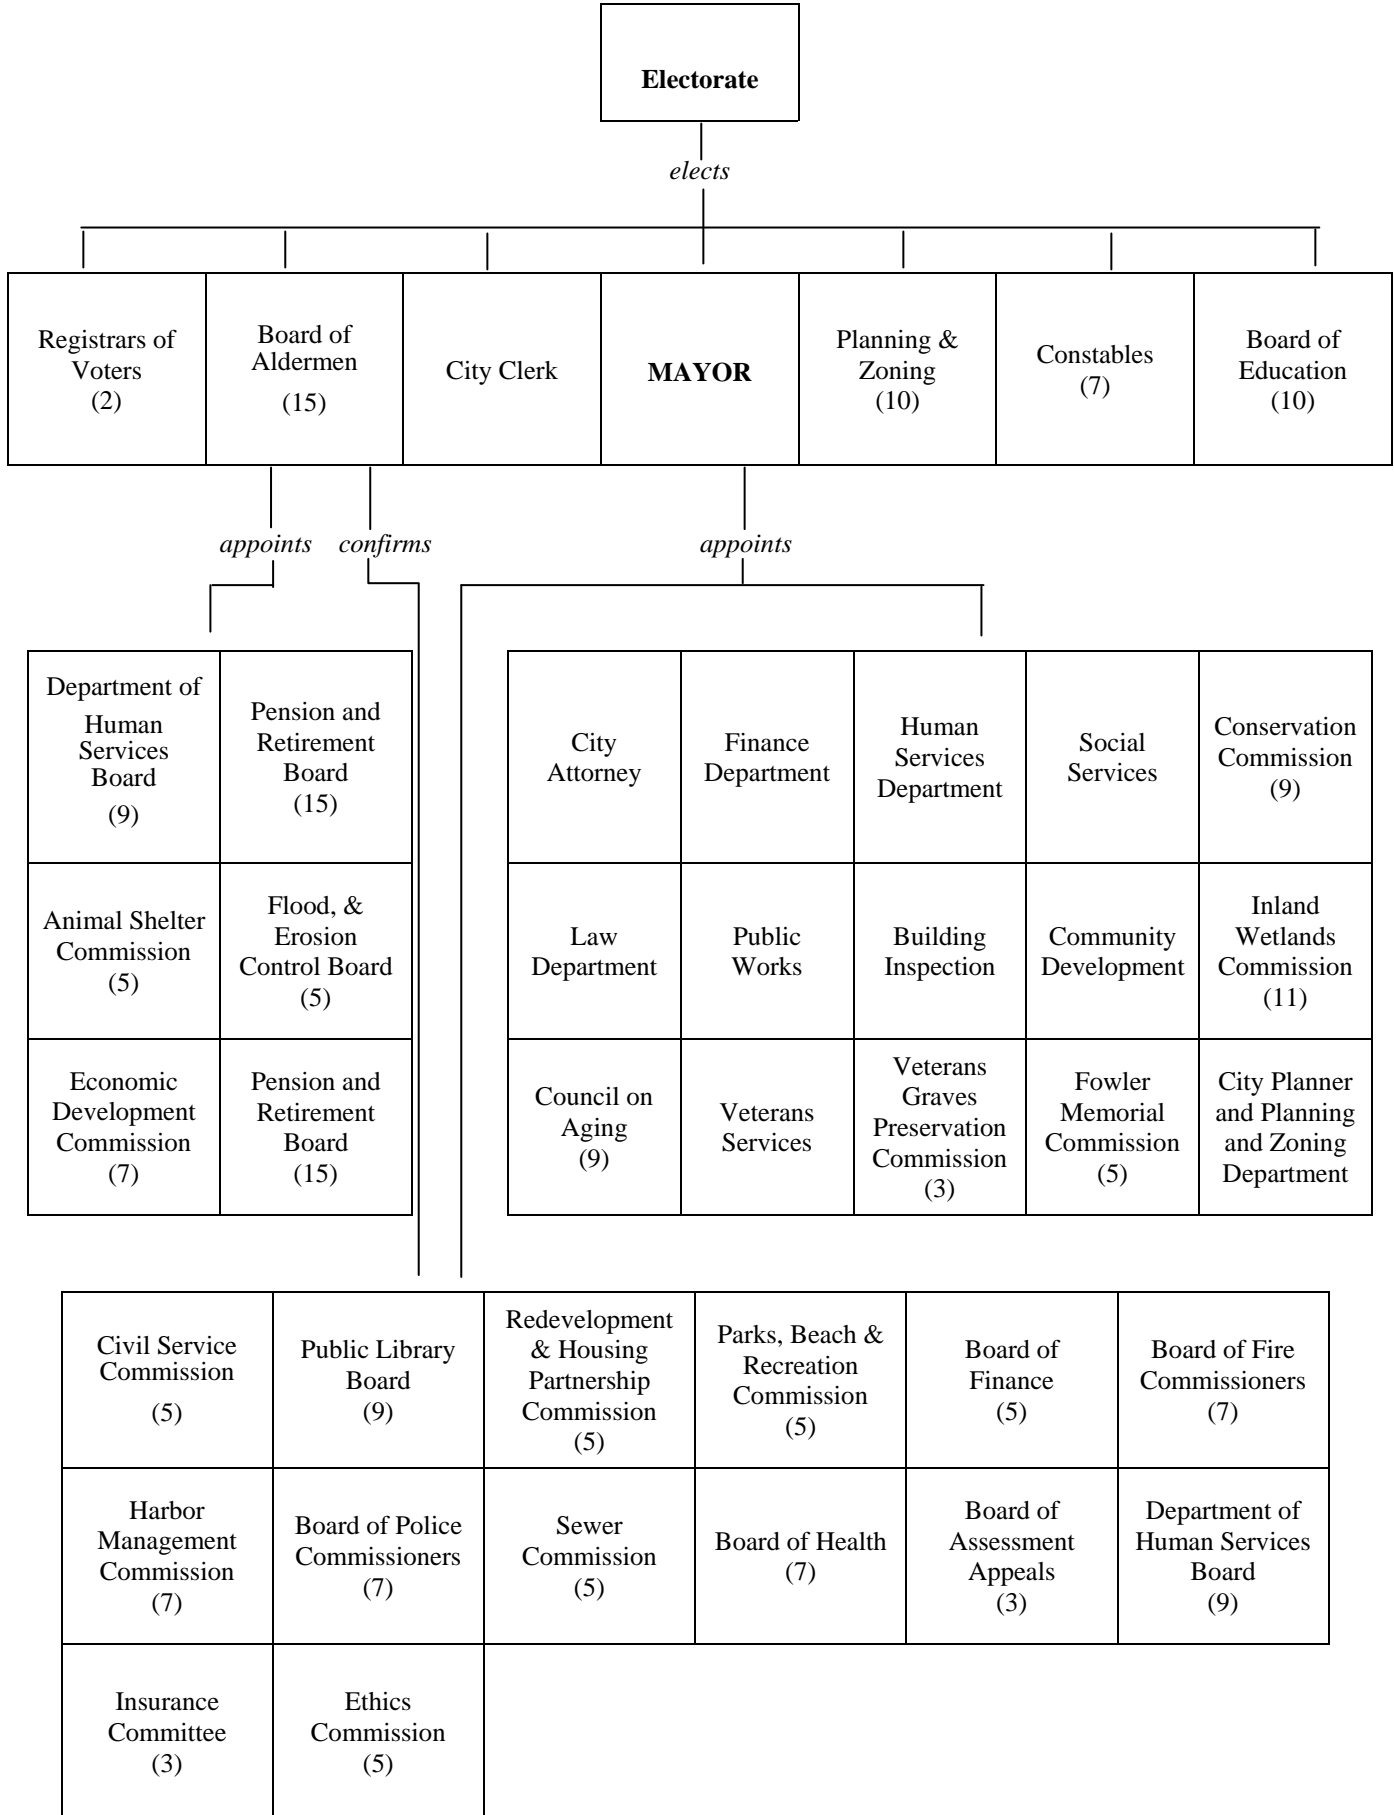 Electorate
elects
Registrars of
Voters
(2)
Board of
Aldermen
(15)
City Clerk
MAYOR
Planning &
Zoning
(10)
Constables
(7)
Board of
Education
(10)
appoints
confirms
appoints
Department of
Human
Services
Board
(9)
Pension and
Retirement
Board
(15)
Animal Shelter
Commission
(5)
Flood, &
Erosion
Control Board
(5)
Economic
Development
Commission
(7)
Pension and
Retirement
Board
(15)
City
Attorney
Finance
Department
Human
Services
Department
Social
Services
Conservation
Commission
(9)
Law
Department
Public
Works
Building
Inspection
Community
Development
Inland
Wetlands
Commission
(11)
Council on
Aging
(9)
Veterans
Services
Veterans
Graves
Preservation
Commission
(3)
Fowler
Memorial
Commission
(5)
City Planner
and Planning
and Zoning
Department
Civil Service
Commission
(5)
Public Library
Board
(9)
Redevelopment
& Housing
Partnership
Commission
(5)
Parks, Beach &
Recreation
Commission
(5)
Board of
Finance
(5)
Board of Fire
Commissioners
(7)
Harbor
Management
Commission
(7)
Board of Police
Commissioners
(7)
Sewer
Commission
(5)
Board of Health
(7)
Board of
Assessment
Appeals
(3)
Department of
Human Services
Board
(9)
Insurance
Committee
(3)
Ethics
Commission
(5)